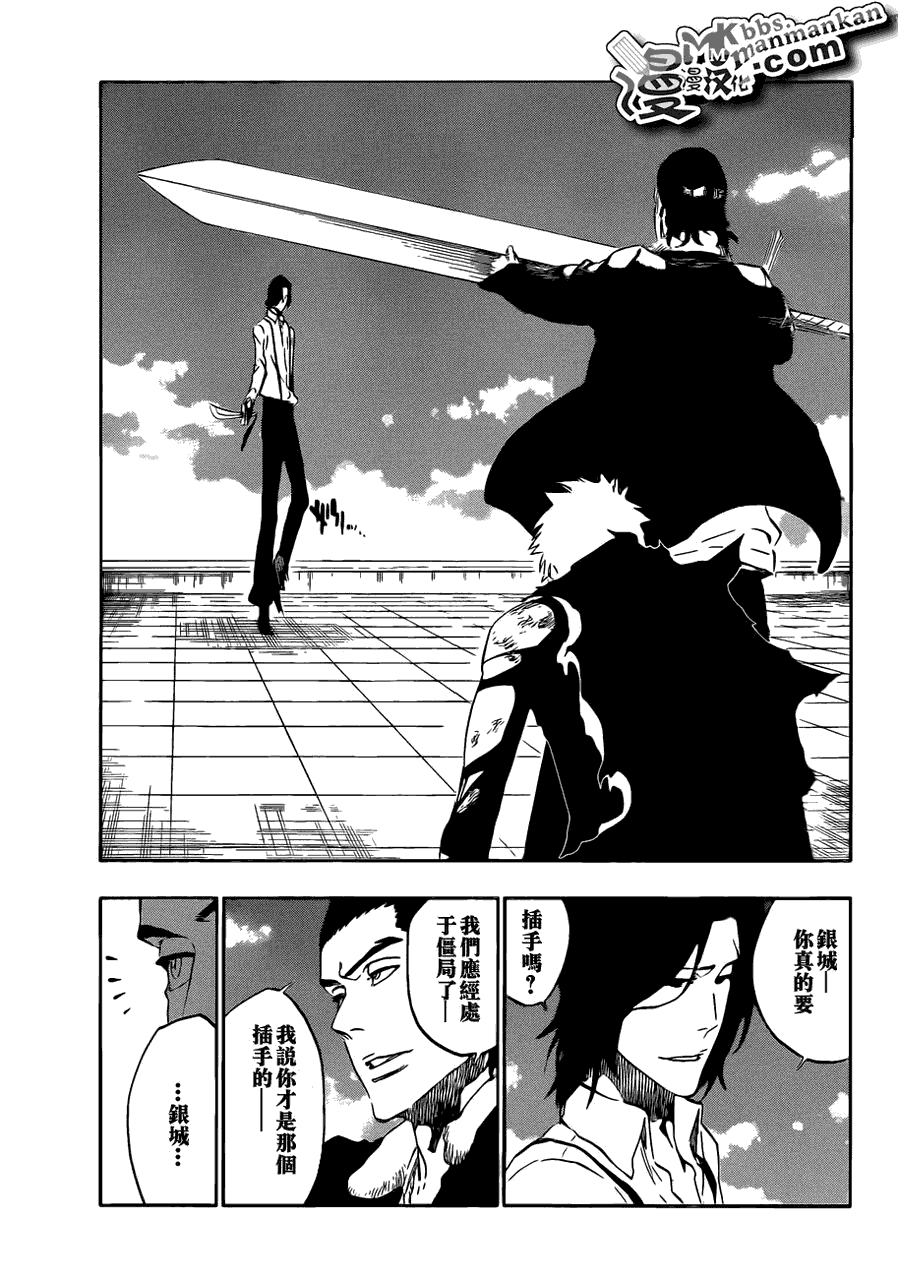 bbs.
manmankan
.com
漫漫汉化
銀城—
你真的要
插手嗎？
我們應經處
于僵局了—
我説你才是那個
插手的——
…銀城…